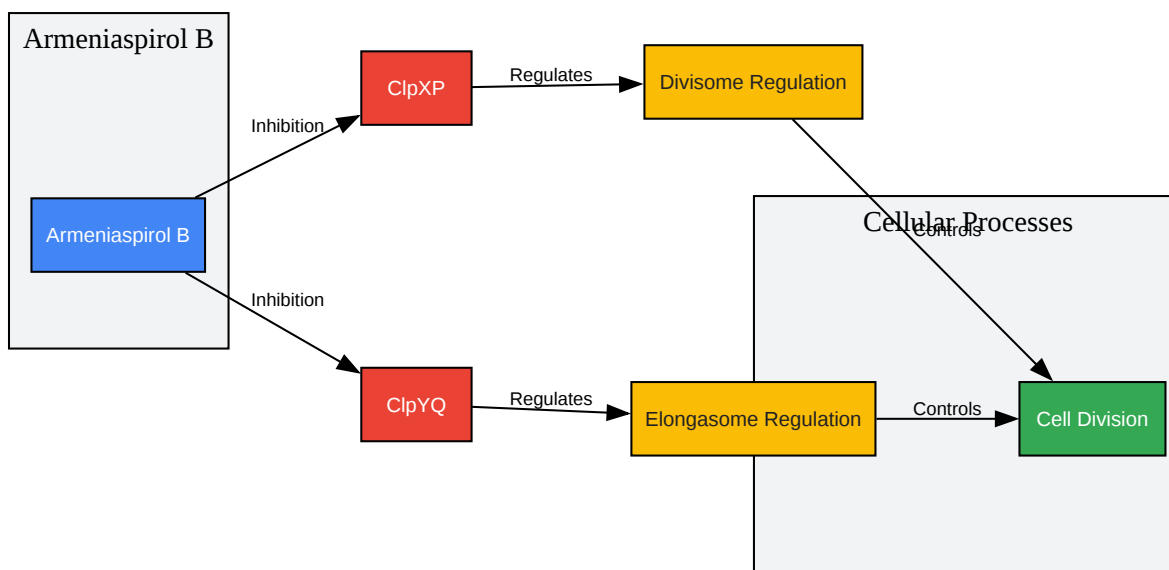 Armeniaspirol B
Armeniaspirol B
Inhibition
Inhibition
ClpXP
ClpYQ
Regulates
Regulates
Divisome Regulation
Elongasome Regulation
Cellular Processes
Controls
Controls
Cell Division